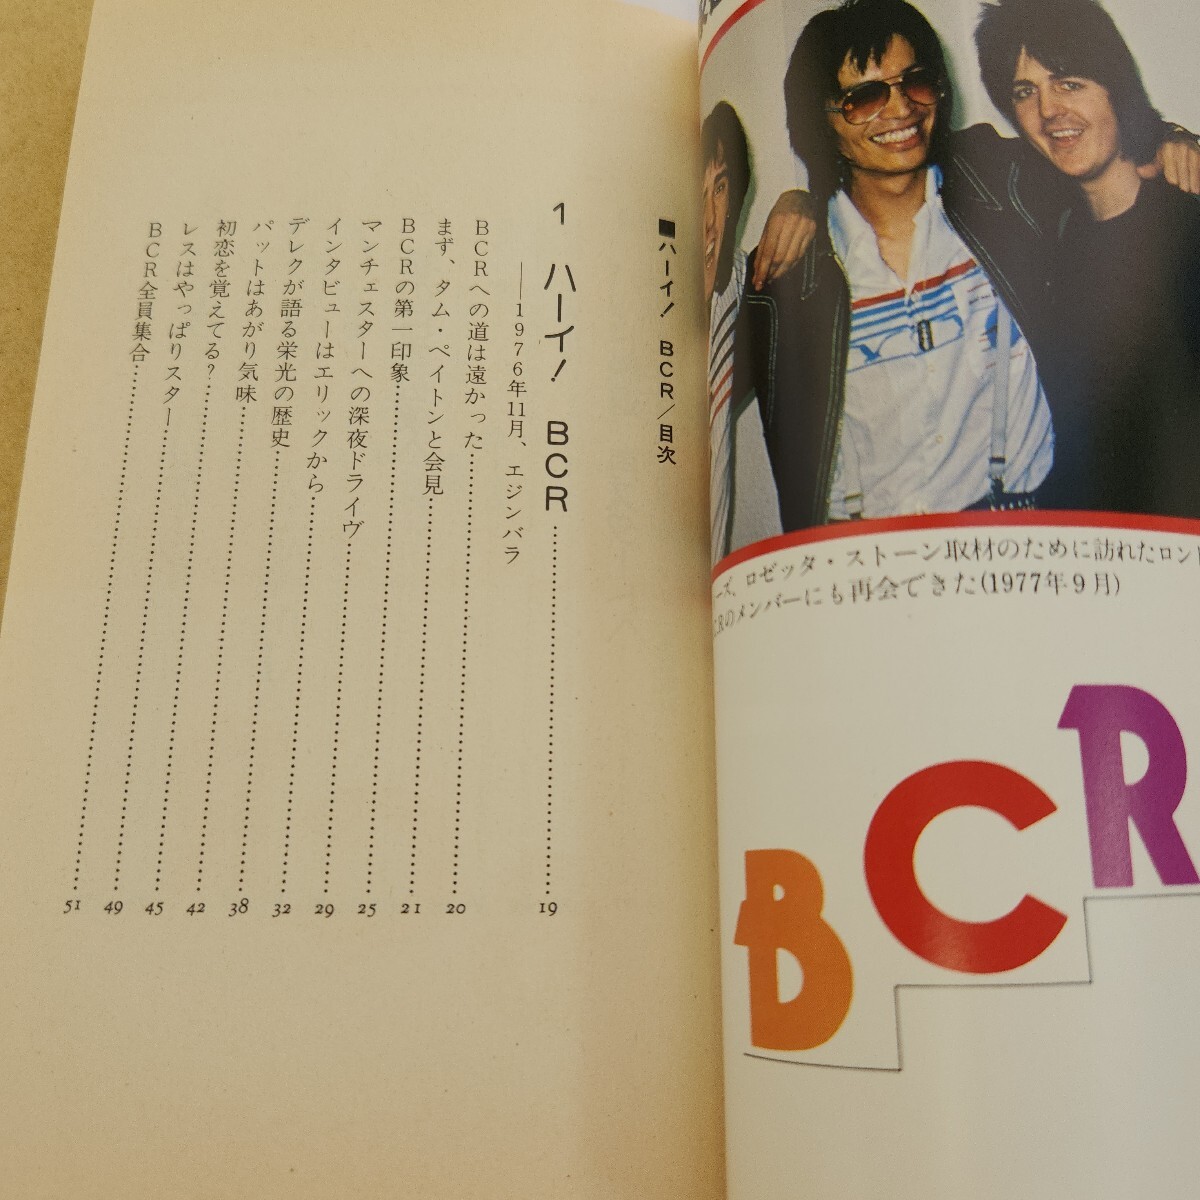 ■ハーイ! BCR/目次
1 ハーイ! BCR……19
――1976年11月、エジンバラ
BCRへの道は遠かった……20
まず、タム・ペイトンと会見……21
BCRの第一印象……25
マンチェスターへの深夜ドライヴ……29
インタビューはエリックから……32
デレクが語る栄光の歴史……38
パットはあがり気味……42
初恋を覚えてる?……45
レスはやっぱりスター……49
BCR全員集合……51
ーズ、ロゼッタ・ストーン取材のために訪れたロンド
CRのメンバーにも再会できた(1977年9月)
BCR